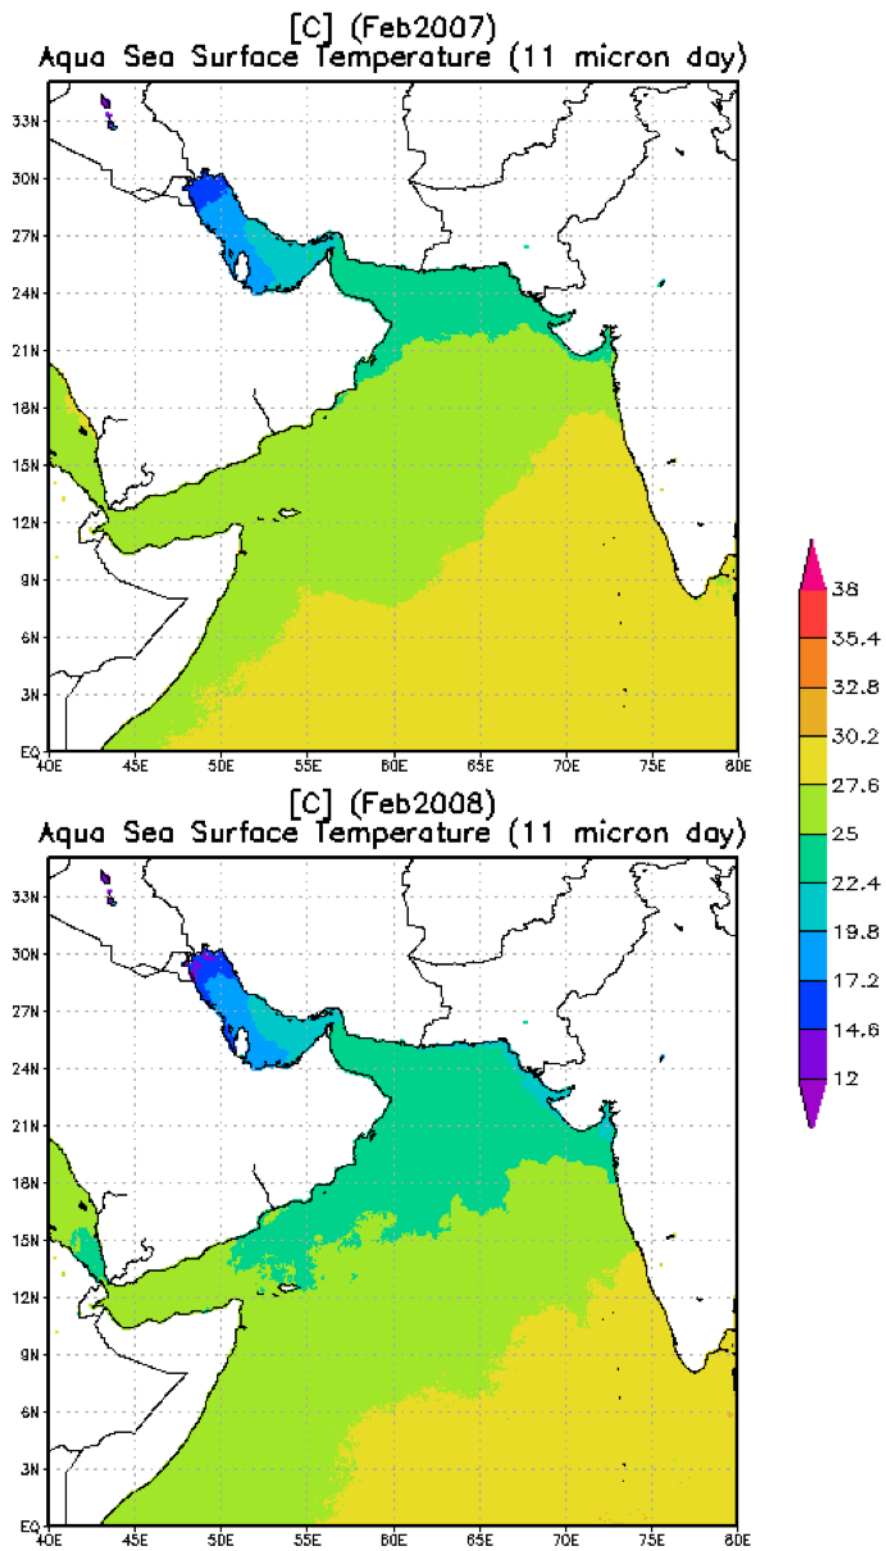 [C] (Feb2007)
Aqua Sea Surface Temperature (11 micron day)
33N
30N
27N
24N
21N
18N
15N
12N
9N
6N
3N
EQ
40E 45E 50E 55E 60E 65E 70E 75E 80E
[C] (Feb2008)
Aqua Sea Surface Temperature (11 micron day)
33N
30N
27N
24N
21N
18N
15N
12N
9N
6N
3N
EQ
40E 45E 50E 55E 60E 65E 70E 75E 80E
38
35.4
32.8
30.2
27.6
25
22.4
19.8
17.2
14.6
12